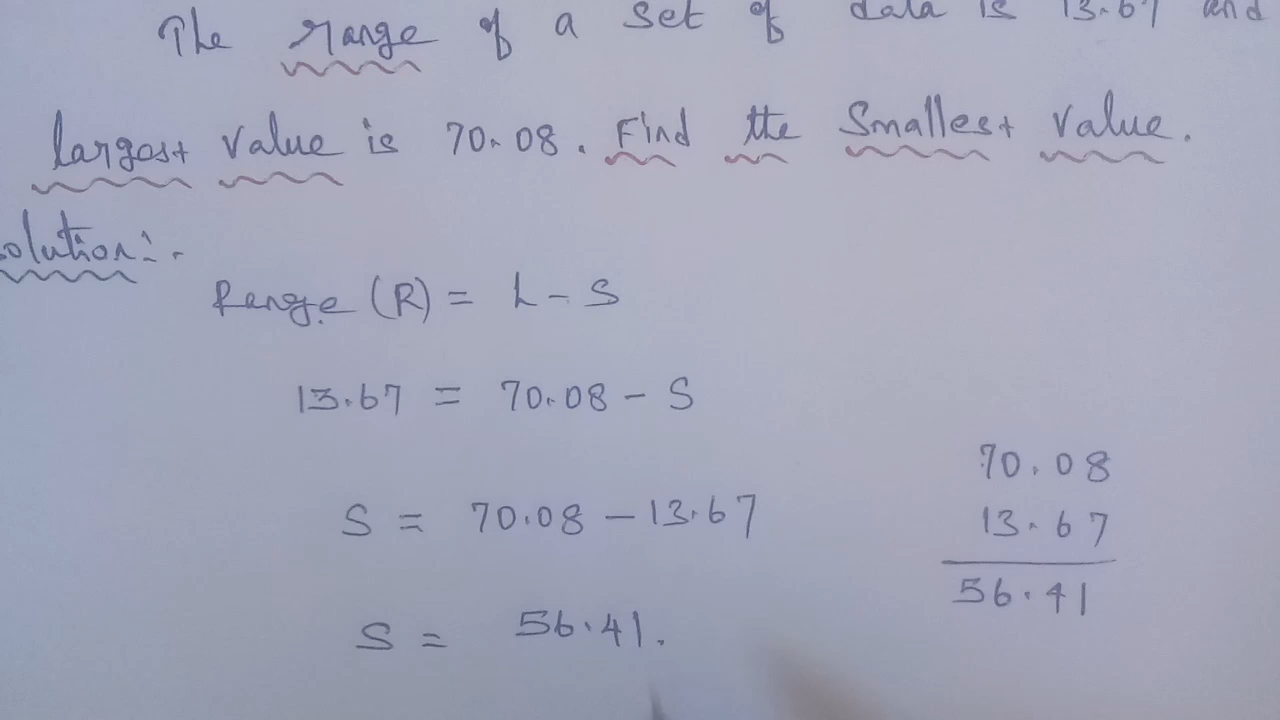 The range of a set of data is 13.67 and
largest value is 70.08. Find the Smallest value.
solution:-
Range (R) = L - S
13.67 = 70.08 - S
S = 70.08 - 13.67
S = 56.41.
70.08
13.67
56.41